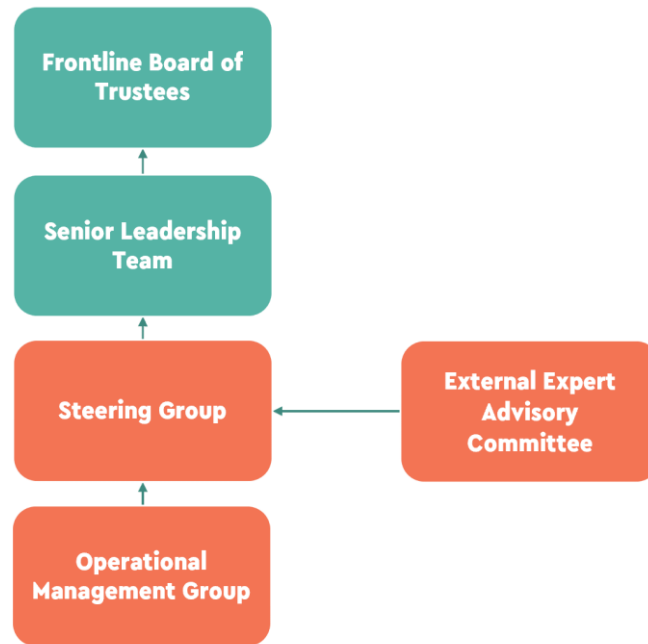 Frontline Board of
Trustees
Senior Leadership
Team
Steering Group
External Expert
Advisory
Committee
Operational
Management Group